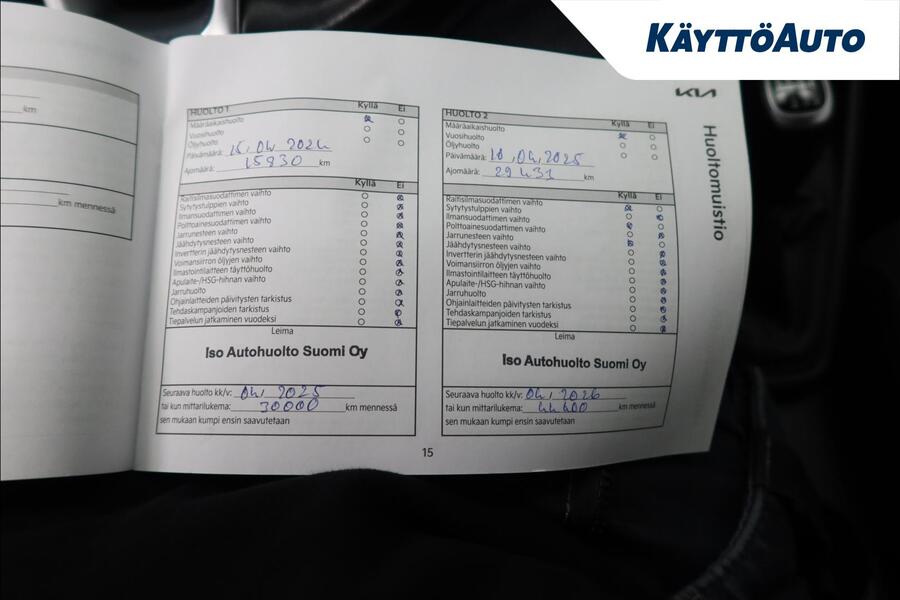 KÄYTTÖAUTO
KIA
Huoltomuistio
km
km mennessä
HUOLTO 1 Kyllä Ei
Määräaikaishuolto
Vuosihuolto
Öljyhuolto
Päivämäärä: 15.04.2024
Ajomäärä: 15830 km
Kyllä Ei
Raitisilmasuodattimen vaihto
Sytytystulppien vaihto
Ilmansuodattimen vaihto
Polttoainesuodattimen vaihto
Jarrunesteen vaihto
Jäähdytysnesteen vaihto
Invertterin jäähdytysnesteen vaihto
Voimansiirron öljyjen vaihto
Ilmastointilaitteen täyttöhuolto
Apulaite-/HSG-hihnan vaihto
Jarruhuolto
Ohjainlaitteiden päivitysten tarkistus
Tehdaskampanjoiden tarkistus
Tiepalvelun jatkaminen vuodeksi
Leima
Iso Autohuolto Suomi Oy
Seuraava huolto kk/v: 04, 2025
tai kun mittarilukema: 30000 km mennessä
sen mukaan kumpi ensin saavutetaan
HUOLTO 2 Kyllä Ei
Määräaikaishuolto
Vuosihuolto
Öljyhuolto
Päivämäärä: 10.04.2025
Ajomäärä: 29431 km
Kyllä Ei
Raitisilmasuodattimen vaihto
Sytytystulppien vaihto
Ilmansuodattimen vaihto
Polttoainesuodattimen vaihto
Jarrunesteen vaihto
Jäähdytysnesteen vaihto
Invertterin jäähdytysnesteen vaihto
Voimansiirron öljyjen vaihto
Ilmastointilaitteen täyttöhuolto
Apulaite-/HSG-hihnan vaihto
Jarruhuolto
Ohjainlaitteiden päivitysten tarkistus
Tehdaskampanjoiden tarkistus
Tiepalvelun jatkaminen vuodeksi
Leima
Iso Autohuolto Suomi Oy
Seuraava huolto kk/v: 04, 2026
tai kun mittarilukema: 44400 km mennessä
sen mukaan kumpi ensin saavutetaan
15